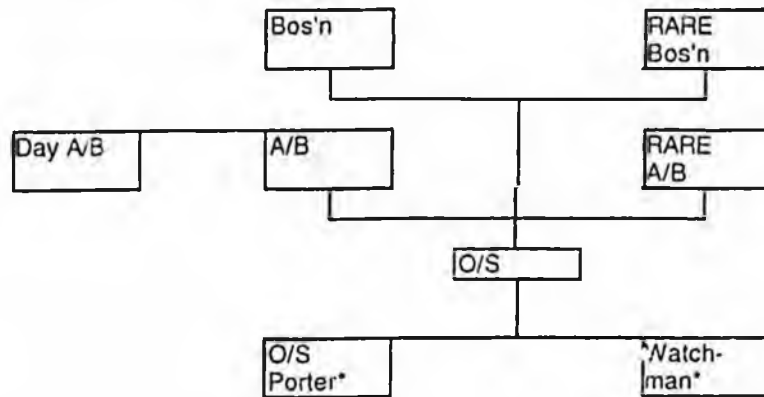 Bos'n
RARE
Bos'n
Day A/B
A/B
RARE
A/B
O/S
O/S
Porter*
Watch-
man*